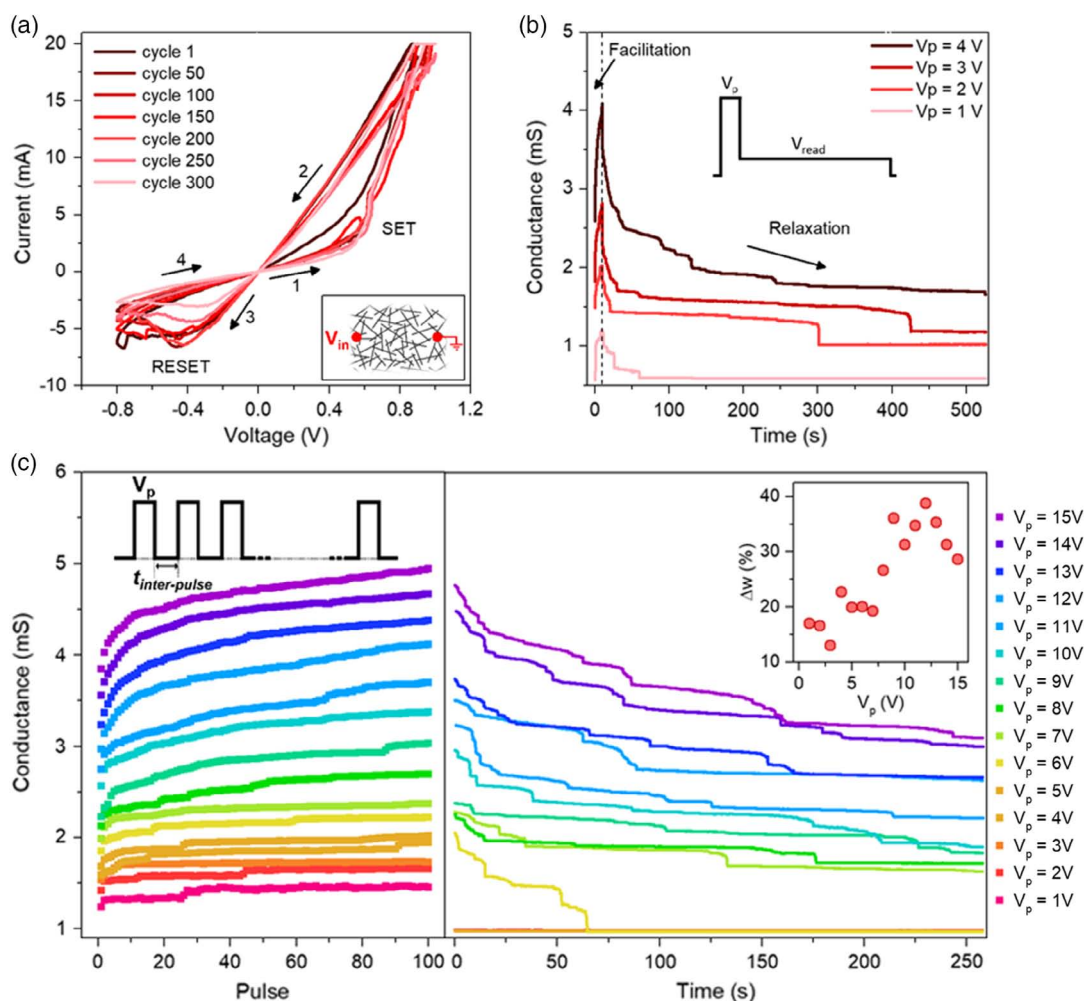 (a)
20
15
10
5
0
-5
-10
Current (mA)
cycle 1
cycle 50
cycle 100
cycle 150
cycle 200
cycle 250
cycle 300
2
SET
4
1
3
RESET
Vin
-0.8
-0.4
0.0
0.4
0.8
1.2
Voltage (V)
(b)
5
4
3
2
1
Conductance (mS)
Facilitation
Vp = 4 V
Vp = 3 V
Vp = 2 V
Vp = 1 V
Vp
Vread
Relaxation
0
100
200
300
400
500
Time (s)
(c)
6
5
4
3
2
1
Conductance (mS)
Vp
tinter-pulse
0
20
40
60
80
100
Pulse
40
30
20
10
Δw (%)
0
5
10
15
Vp (V)
0
50
100
150
200
250
Time (s)
Vp = 15V
Vp = 14V
Vp = 13V
Vp = 12V
Vp = 11V
Vp = 10V
Vp = 9V
Vp = 8V
Vp = 7V
Vp = 6V
Vp = 5V
Vp = 4V
Vp = 3V
Vp = 2V
Vp = 1V